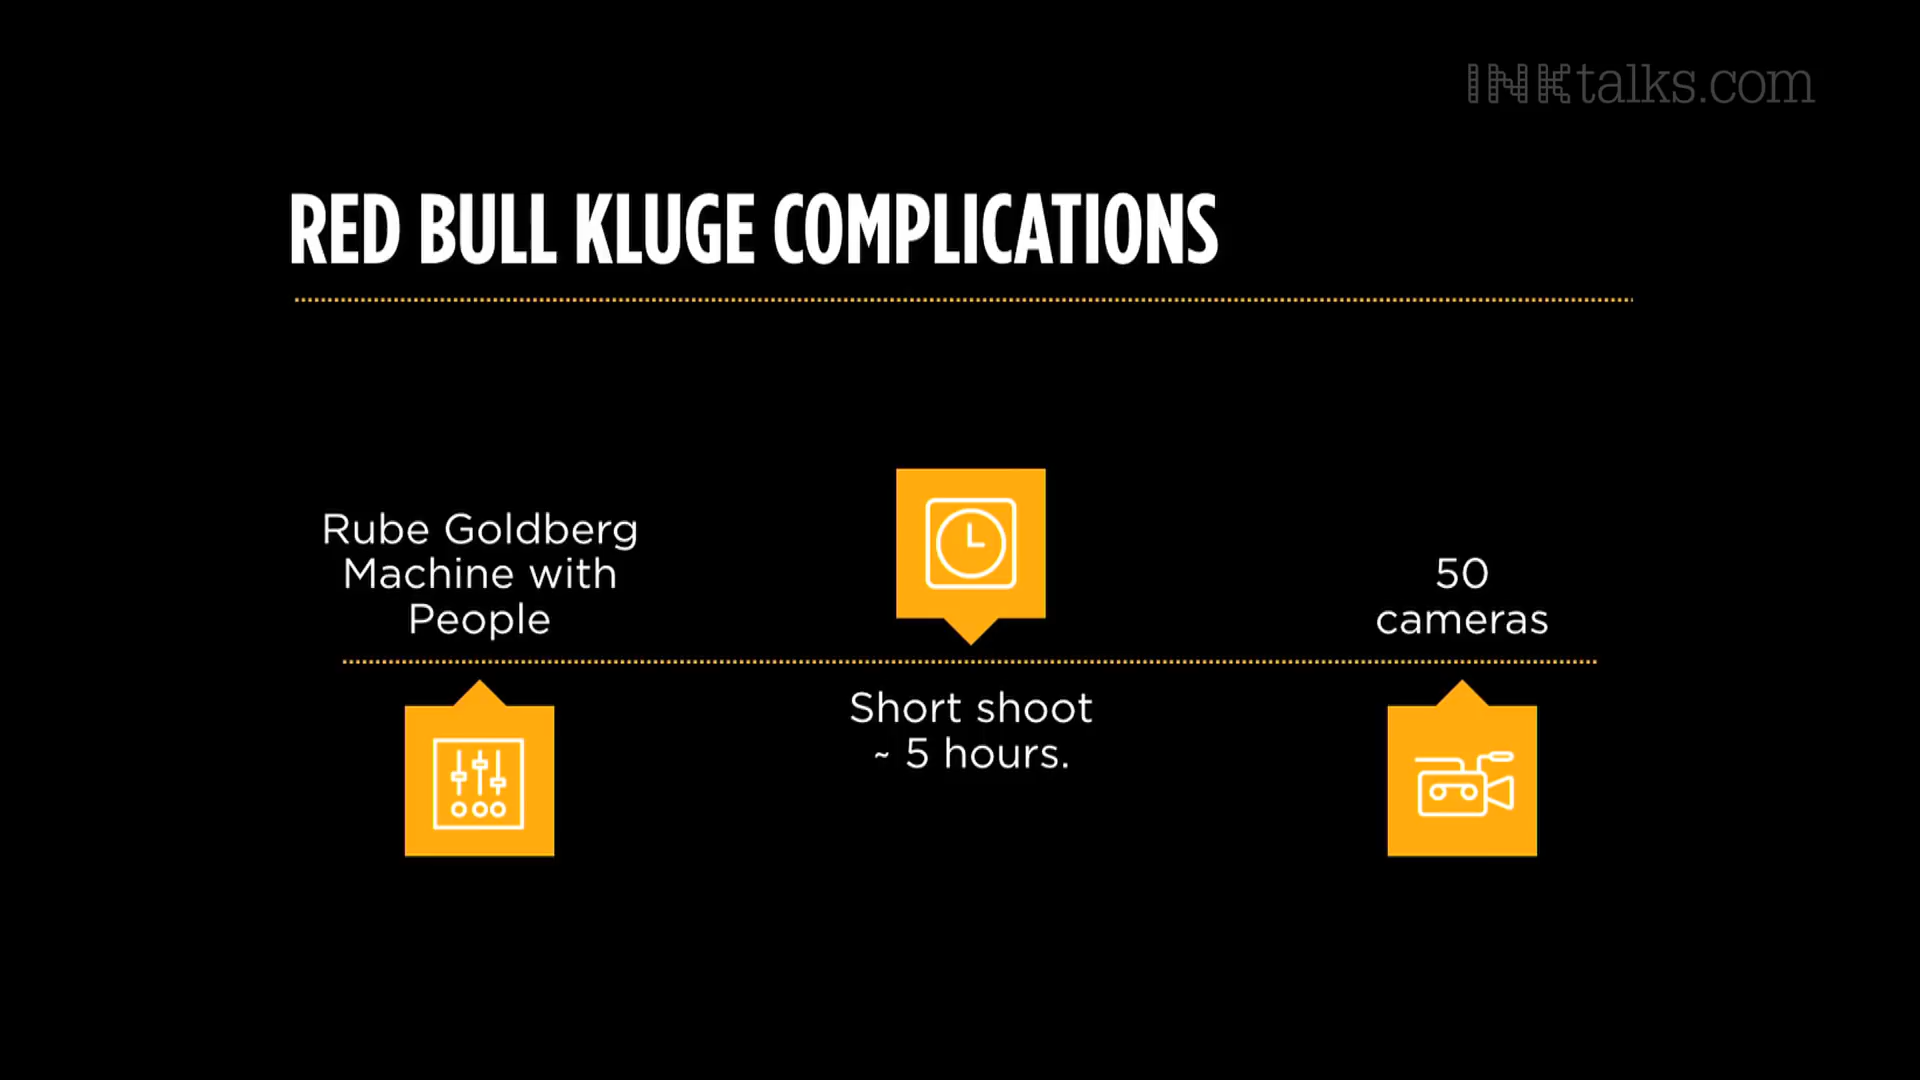 INKtalks.com
RED BULL KLUGE COMPLICATIONS
Rube Goldberg
Machine with
People
Short shoot
~ 5 hours.
50
cameras